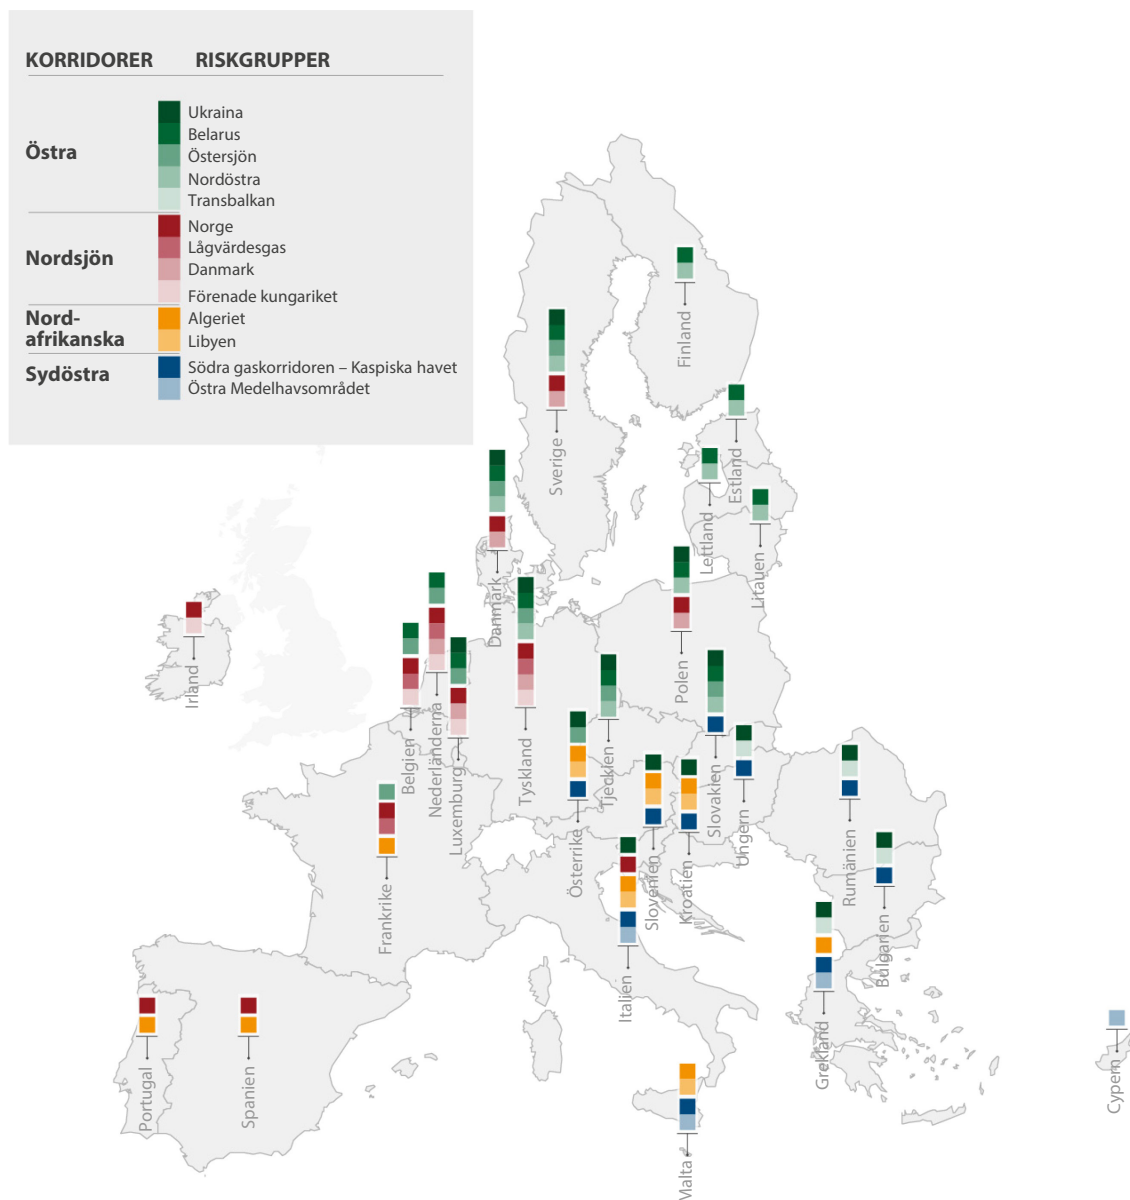 KORRIDORER RISKGRUPPER
Östra
Ukraina
Belarus
Östersjön
Nordöstra
Transbalkan
Nordsjön
Norge
Lågvärdesgas
Danmark
Förenade kungariket
Nord-
afrikanska
Algeriet
Libyen
Sydöstra
Södra gaskorridoren – Kaspiska havet
Östra Medelhavsområdet
Finland
Sverige
Estland
Lettland
Litauen
Danmark
Irland
Polen
Belgien
Nederländerna
Luxemburg
Tyskland
Tjeckien
Slovakien
Ungern
Österrike
Slovenien
Kroatien
Rumänien
Frankrike
Italien
Bulgarien
Grekland
Portugal
Spanien
Cypern
Malta